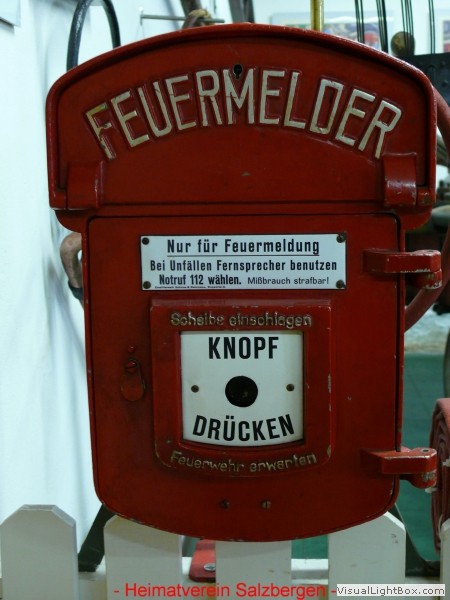 FEUERMELDER
Nur für Feuermeldung
Bei Unfällen Fernsprecher benutzen
Notruf 112 wählen. Mißbrauch strafbar!
Scheibe einschlagen
KNOPF
DRÜCKEN
Feuerwehr erwarten
- Heimatverein Salzbergen -
VisualLightBox.com